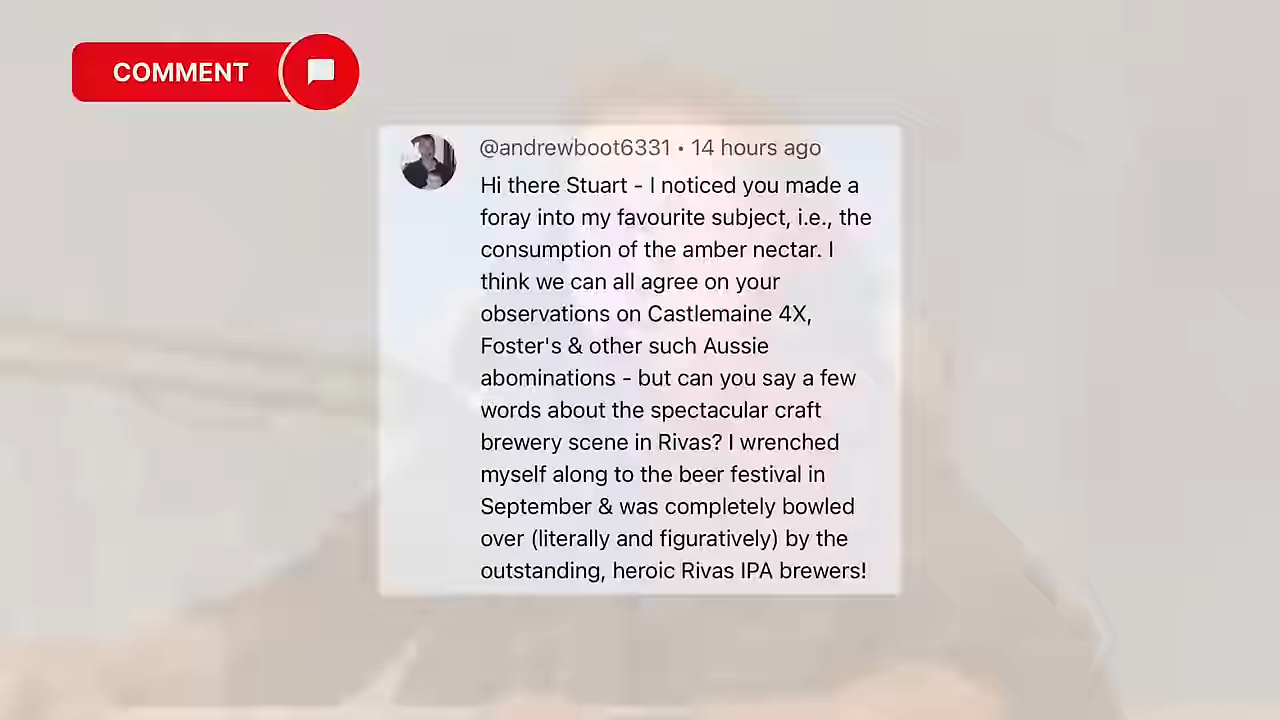 COMMENT
@andrewboot6331 • 14 hours ago
Hi there Stuart - I noticed you made a
foray into my favourite subject, i.e., the
consumption of the amber nectar. I
think we can all agree on your
observations on Castlemaine 4X,
Foster's & other such Aussie
abominations - but can you say a few
words about the spectacular craft
brewery scene in Rivas? I wrenched
myself along to the beer festival in
September & was completely bowled
over (literally and figuratively) by the
outstanding, heroic Rivas IPA brewers!